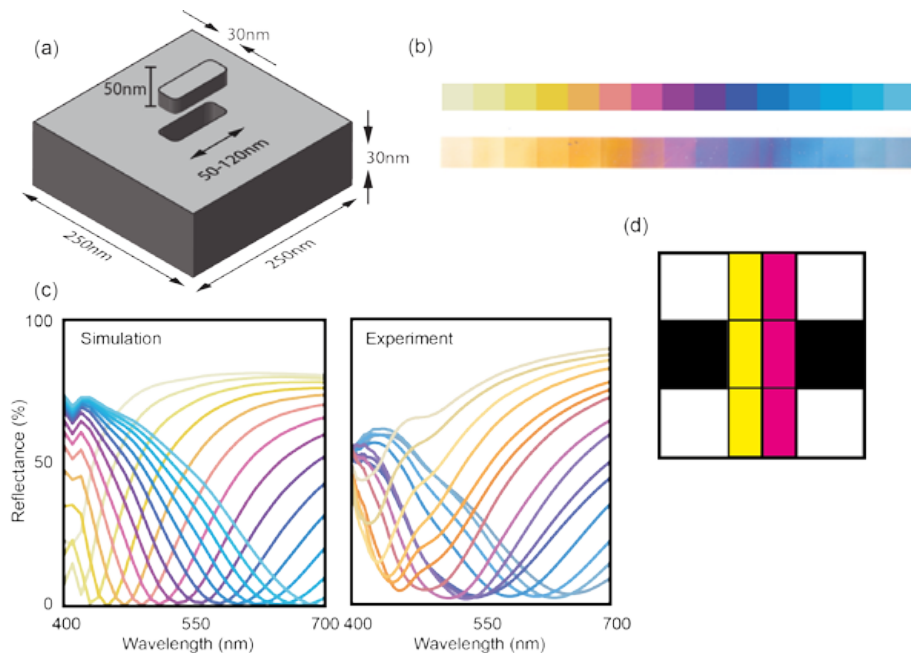 (a)
30nm
50nm
50-120nm
30nm
250nm
250nm
(b)
(c)
100
50
0
Reflectance (%)
Simulation
400
550
700
Wavelength (nm)
Experiment
400
550
700
Wavelength (nm)
(d)